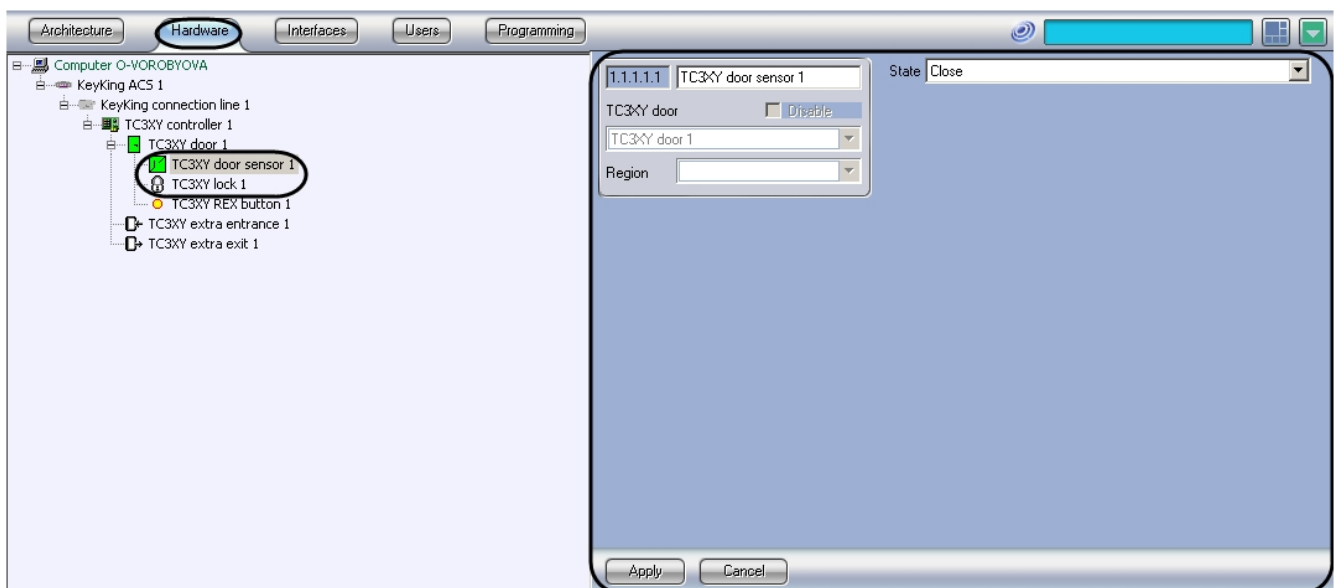 Architecture Hardware Interfaces Users Programming
Computer O-VOROBYOVA
KeyKing ACS 1
KeyKing connection line 1
TC3XY controller 1
TC3XY door 1
TC3XY door sensor 1
TC3XY lock 1
TC3XY REX button 1
TC3XY extra entrance 1
TC3XY extra exit 1
1.1.1.1.1 TC3XY door sensor 1
TC3XY door Disable
TC3XY door 1
Region
State Close
Apply Cancel